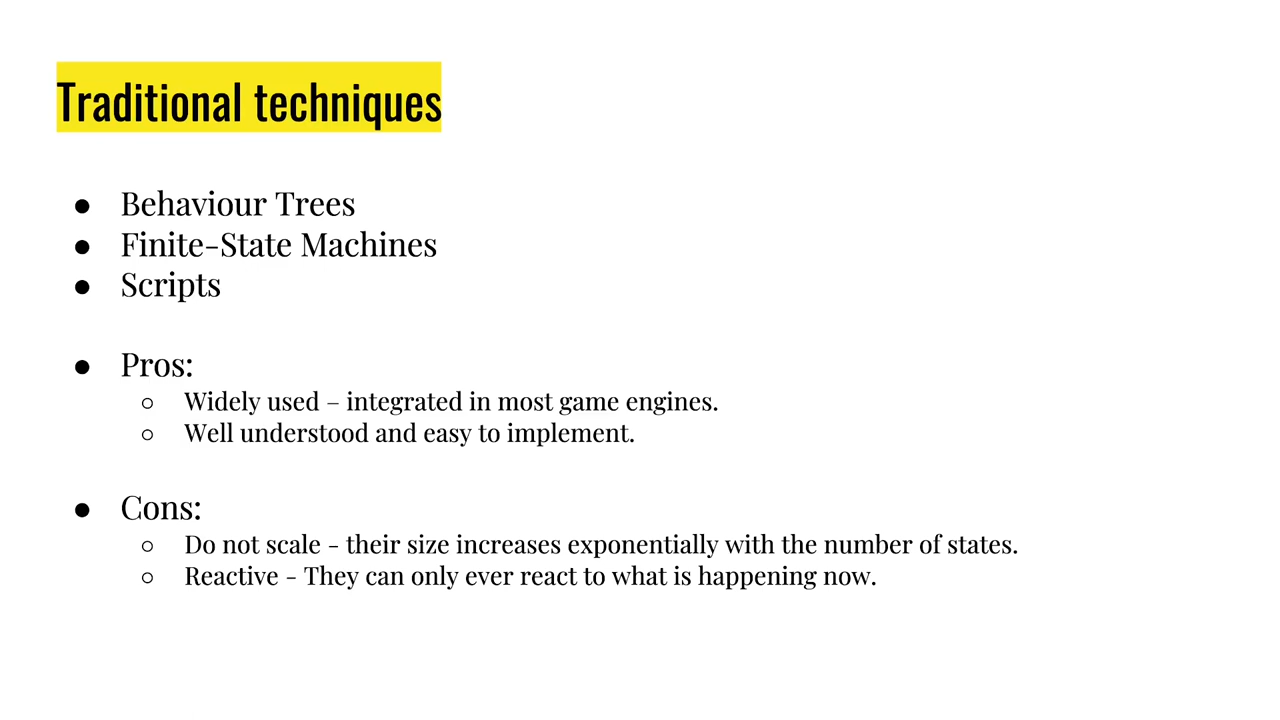 Traditional techniques
● Behaviour Trees
● Finite-State Machines
● Scripts
● Pros:
○ Widely used – integrated in most game engines.
○ Well understood and easy to implement.
● Cons:
○ Do not scale - their size increases exponentially with the number of states.
○ Reactive - They can only ever react to what is happening now.